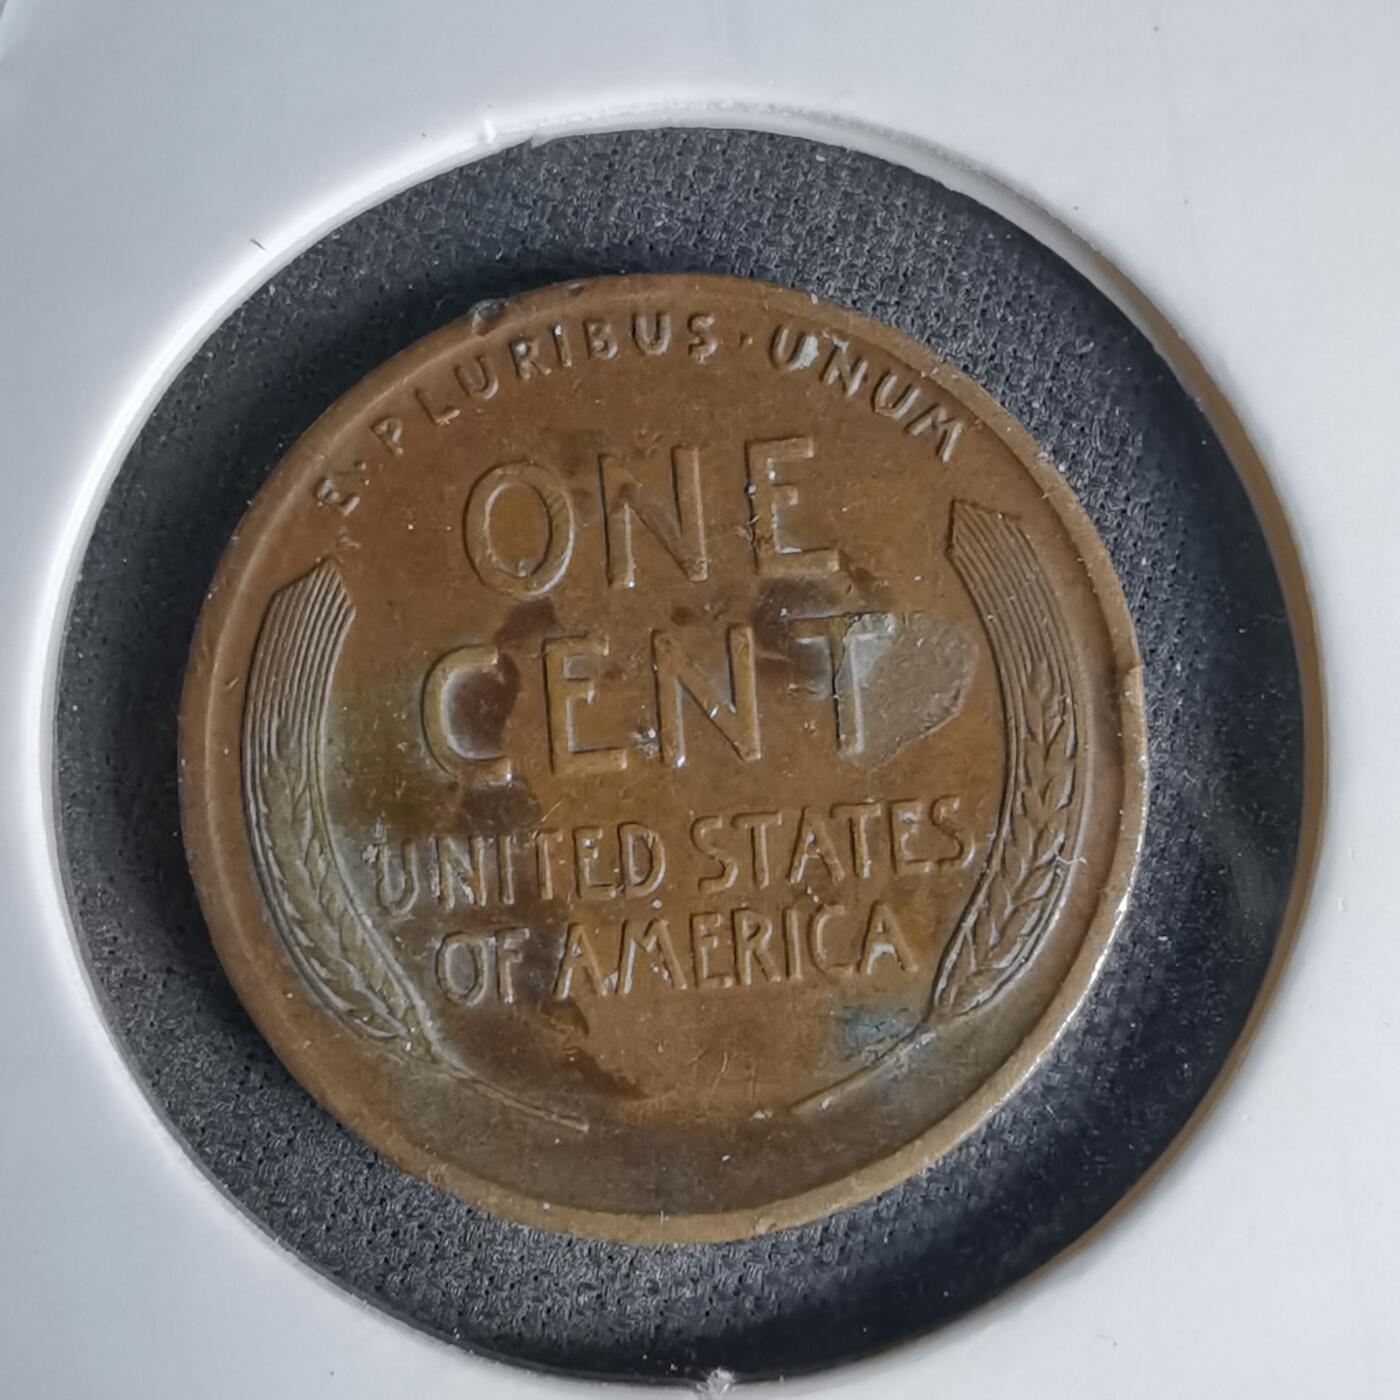 E·PLURIBUS·UNUM
ONE
CENT
UNITED STATES
OF AMERICA